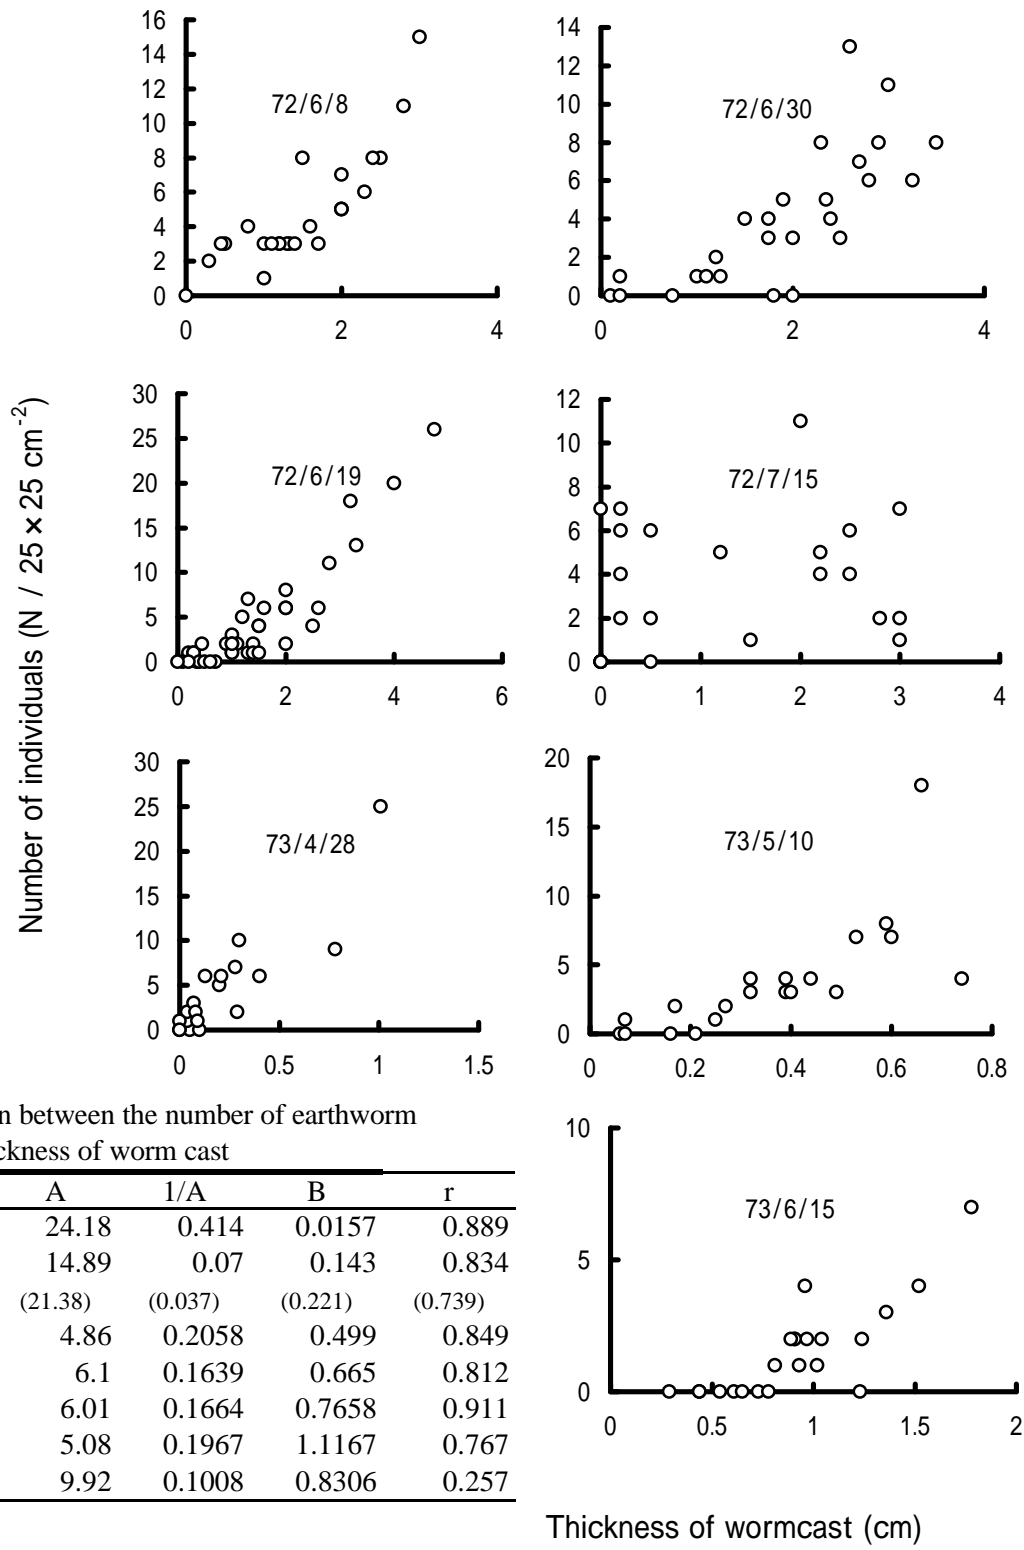 16
14
12
10
8
6
4
2
0
72/6/8
0 2 4
14
12
10
8
6
4
2
0
72/6/30
0 2 4
Number of individuals (N / 25 × 25 cm-2)
30
25
20
15
10
5
0
72/6/19
0 2 4 6
12
10
8
6
4
2
0
72/7/15
0 1 2 3 4
30
25
20
15
10
5
0
73/4/28
0 0.5 1 1.5
20
15
10
5
0
73/5/10
0 0.2 0.4 0.6 0.8
n between the number of earthworm
ckness of worm cast
A 1/A B r
24.18 0.414 0.0157 0.889
14.89 0.07 0.143 0.834
(21.38) (0.037) (0.221) (0.739)
4.86 0.2058 0.499 0.849
6.1 0.1639 0.665 0.812
6.01 0.1664 0.7658 0.911
5.08 0.1967 1.1167 0.767
9.92 0.1008 0.8306 0.257
10
5
0
73/6/15
0 0.5 1 1.5 2
Thickness of wormcast (cm)